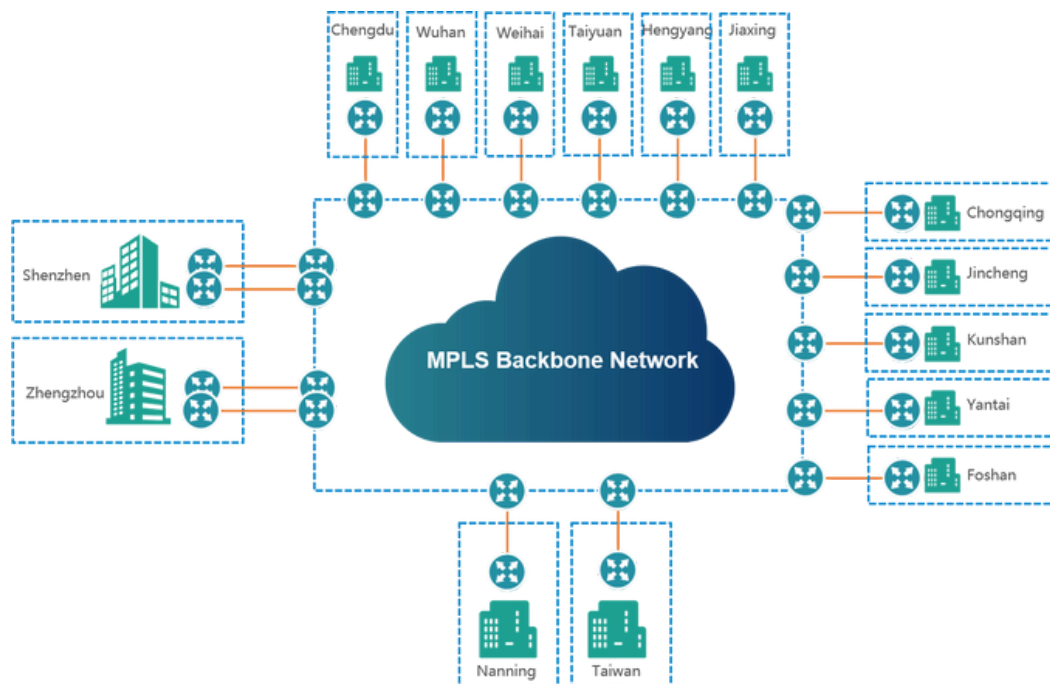 Chengdu
Wuhan
Weihai
Taiyuan
Hengyang
Jiaxing
Chongqing
Shenzhen
Jincheng
Kunshan
MPLS Backbone Network
Zhengzhou
Yantai
Foshan
Nanning
Taiwan